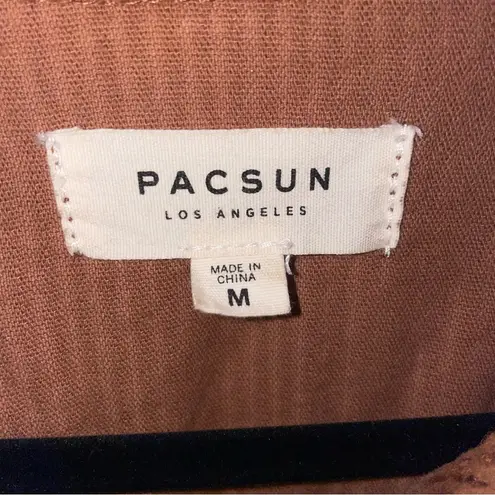 PACSUN
LOS ANGELES
MADE IN
CHINA
M